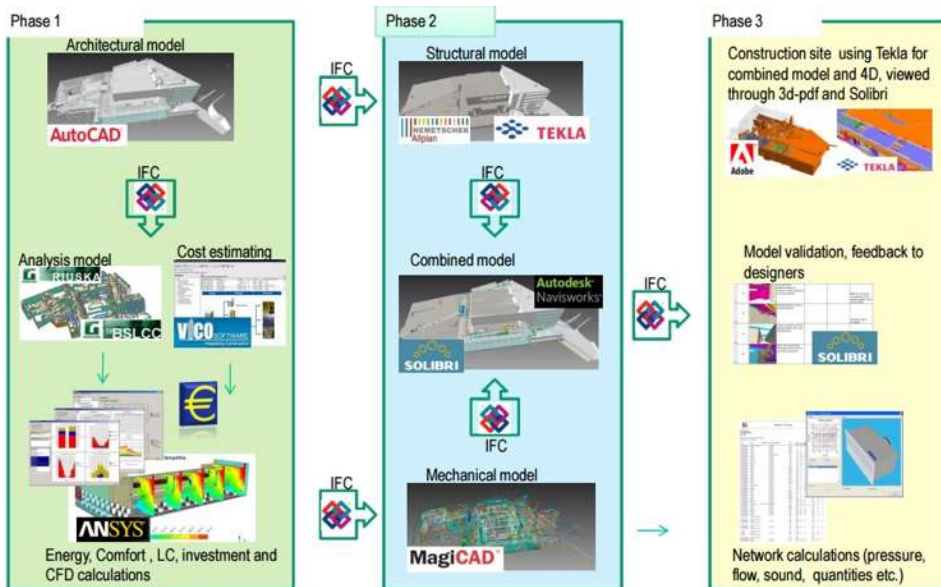 Phase 1
Architectural model
AUTOCAD®
IFC
IFC
Analysis model
RIUSKA
BSLCC
Cost estimating
VICO SOFTWARE
€
ANSYS
Energy, Comfort , LC, investment and
CFD calculations
IFC
Phase 2
Structural model
NEMETSCHEK
Allplan
TEKLA
IFC
Combined model
Autodesk®
Navisworks®
SOLIBRI
IFC
Mechanical model
MagiCAD®
IFC
Phase 3
Construction site using Tekla for
combined model and 4D, viewed
through 3d-pdf and Solibri
Adobe
TEKLA
Model validation, feedback to
designers
SOLIBRI
Network calculations (pressure,
flow, sound, quantities etc.)